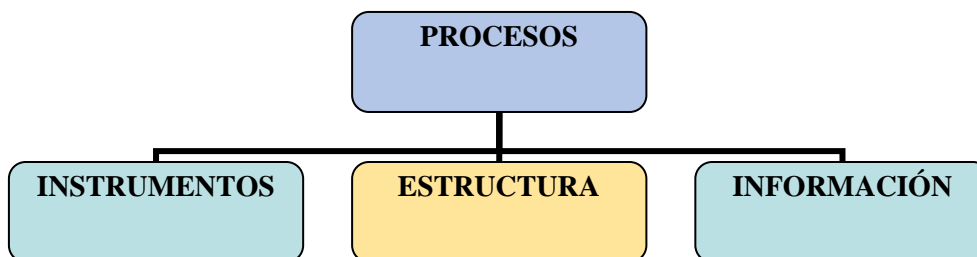 PROCESOS
INSTRUMENTOS
ESTRUCTURA
INFORMACIÓN